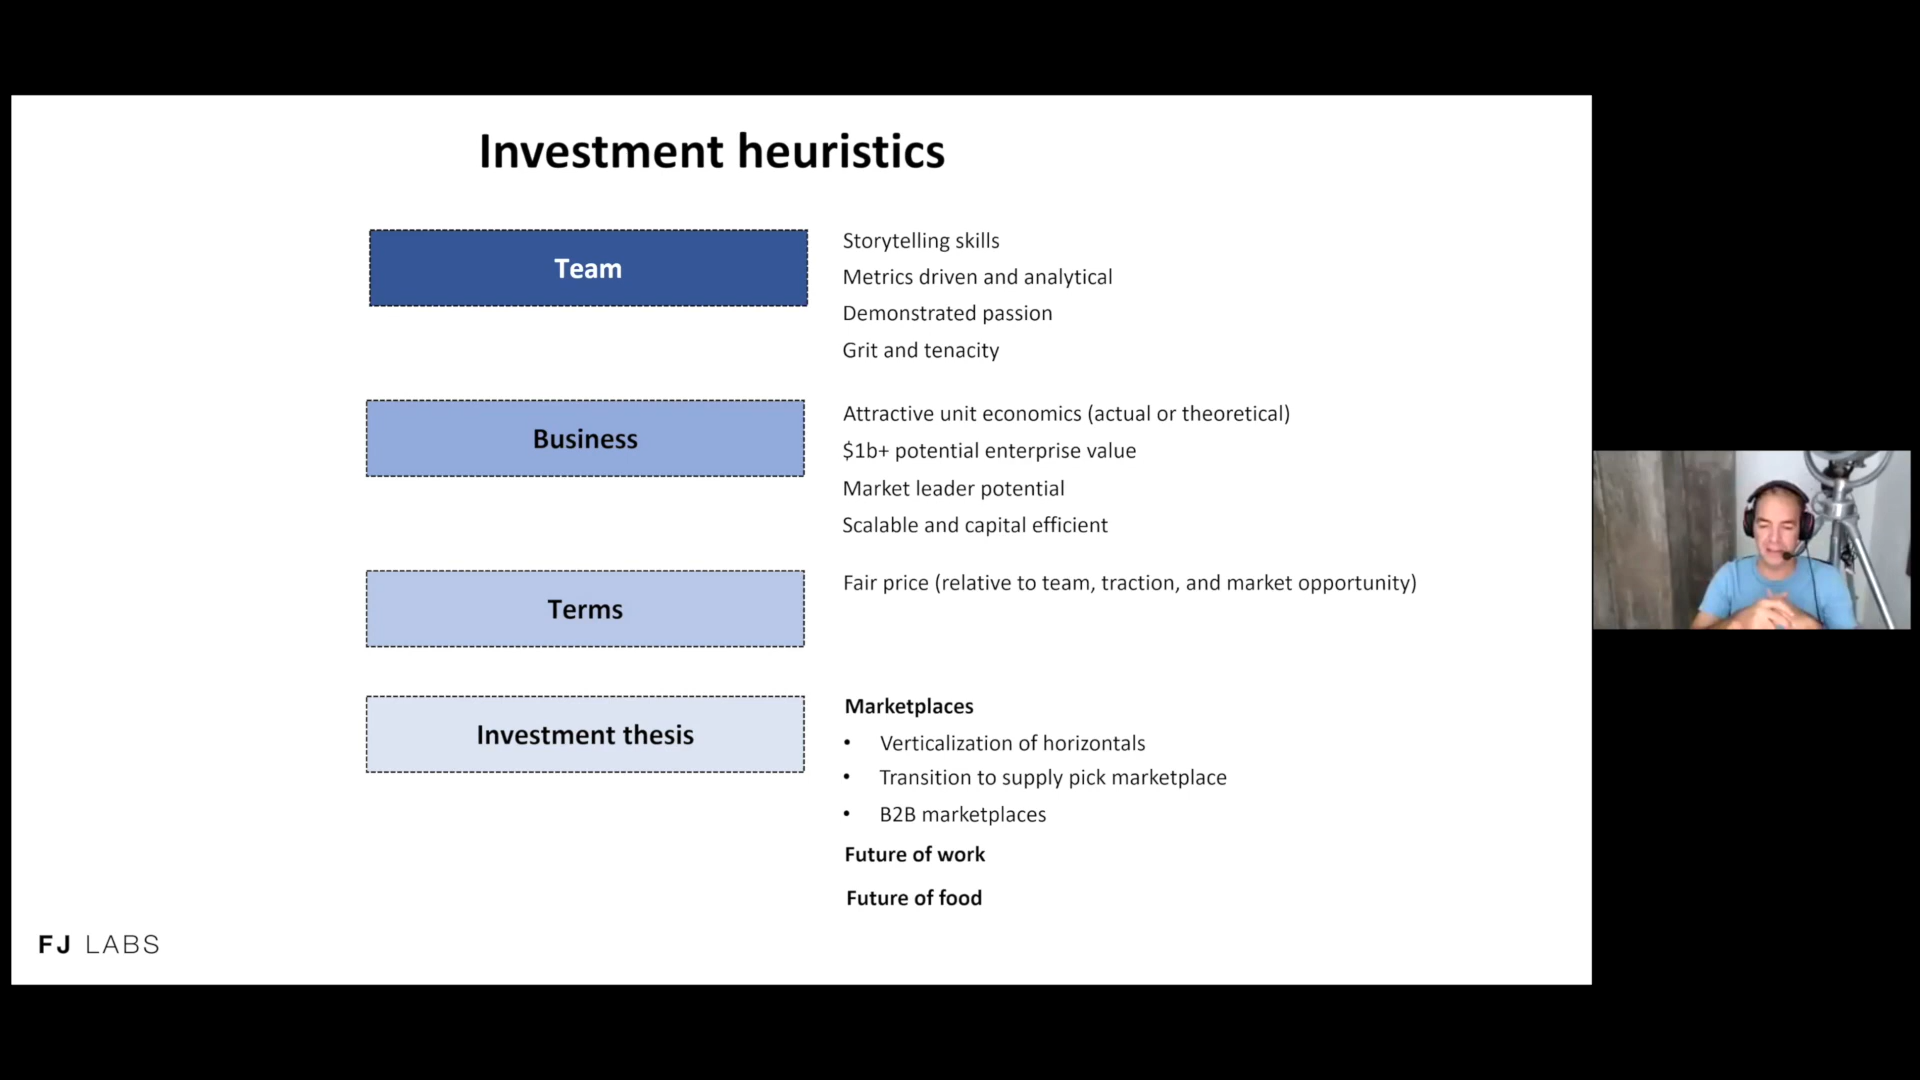 Investment heuristics
Team
Storytelling skills
Metrics driven and analytical
Demonstrated passion
Grit and tenacity
Business
Attractive unit economics (actual or theoretical)
$1b+ potential enterprise value
Market leader potential
Scalable and capital efficient
Terms
Fair price (relative to team, traction, and market opportunity)
Investment thesis
Marketplaces
• Verticalization of horizontals
• Transition to supply pick marketplace
• B2B marketplaces
Future of work
Future of food
FJ LABS